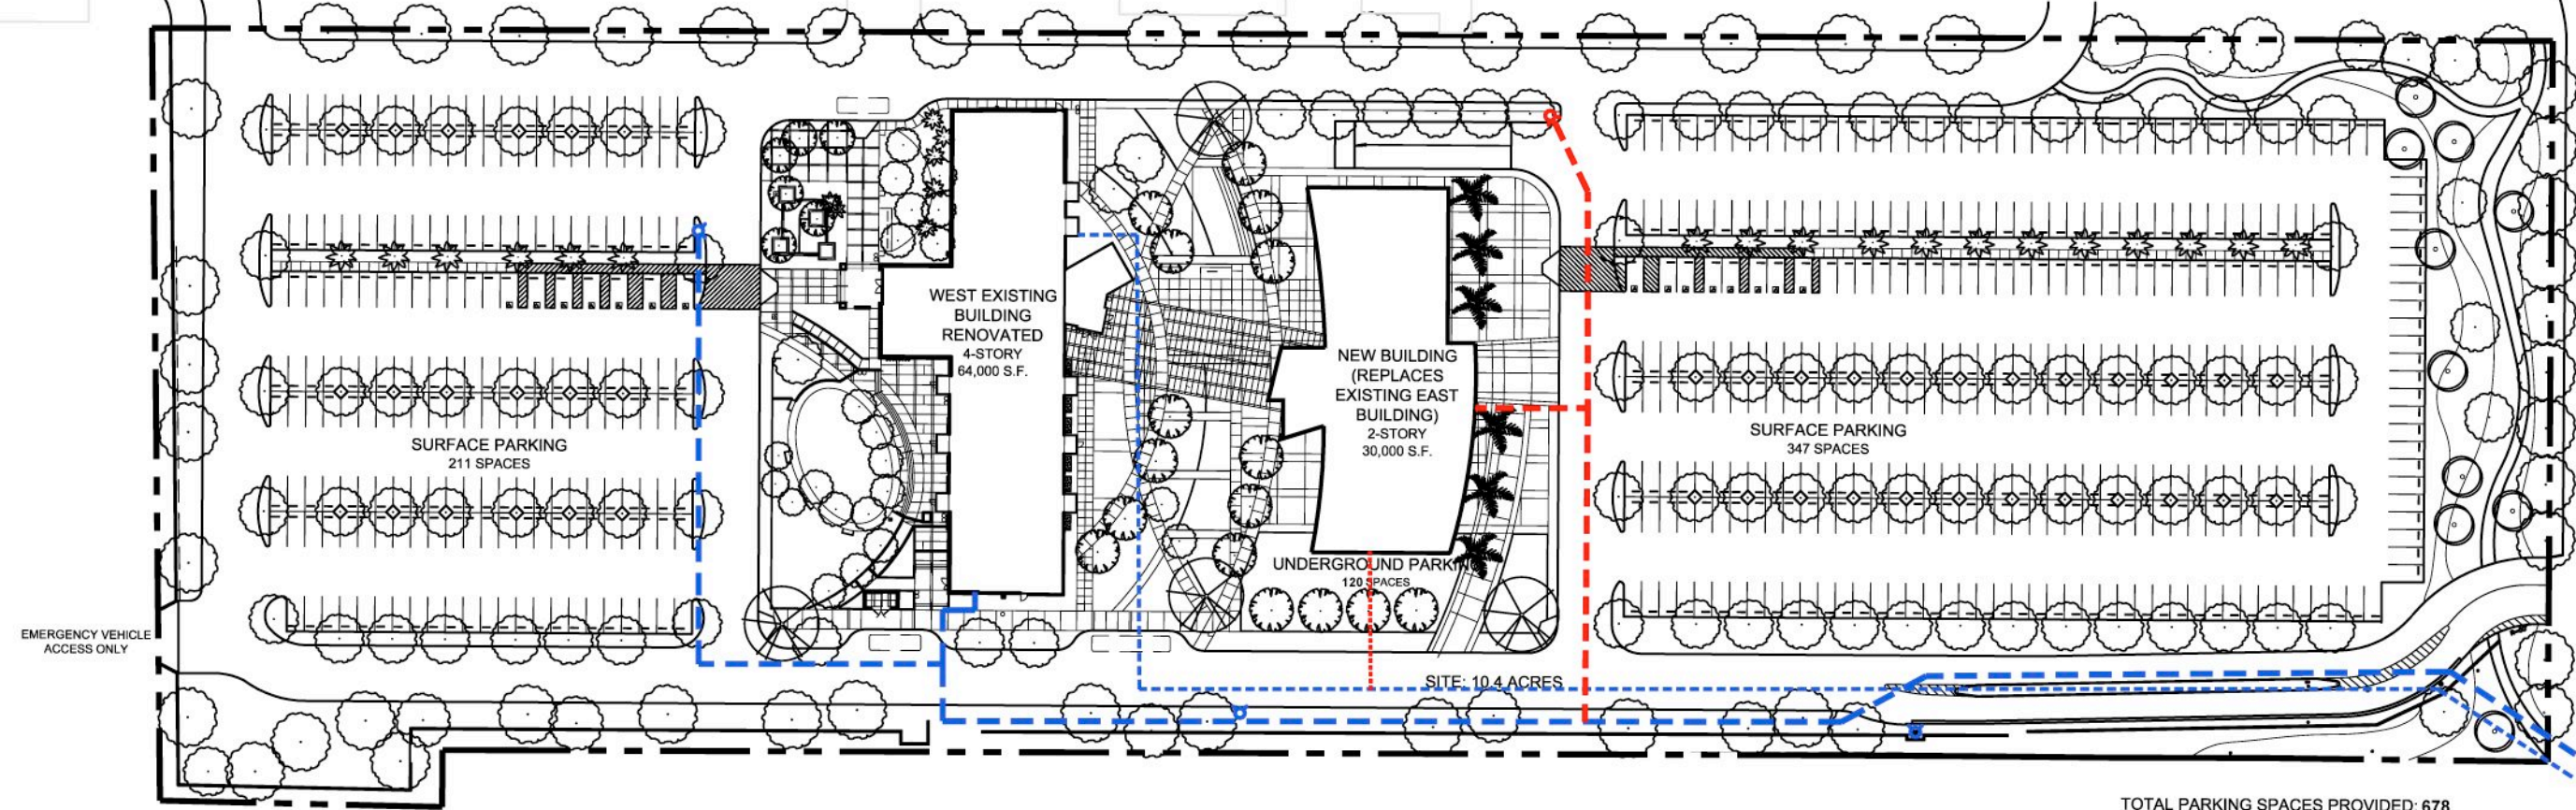 WEST EXISTING
BUILDING
RENOVATED
4-STORY
64,000 S.F.
NEW BUILDING
(REPLACES
EXISTING EAST
BUILDING)
2-STORY
30,000 S.F.
SURFACE PARKING
211 SPACES
SURFACE PARKING
347 SPACES
UNDERGROUND PARKING
120 SPACES
EMERGENCY VEHICLE
ACCESS ONLY
SITE: 10.4 ACRES
TOTAL PARKING SPACES PROVIDED: 678